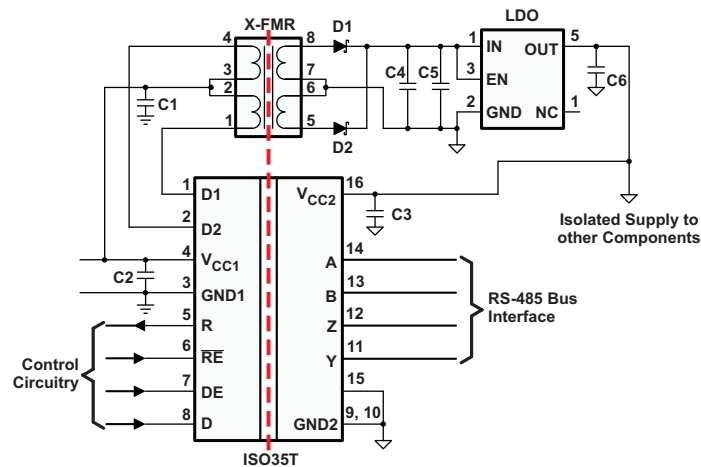 X-FMR
D1
LDO
4
8
1
IN
OUT
5
3
7
3
EN
C4
C5
C6
2
6
C1
2
GND
NC
1
1
5
D2
1
D1
16
VCC2
C3
2
D2
Isolated Supply to
other Components
4
VCC1
14
A
C2
3
GND1
13
B
5
R
12
Z
RS-485 Bus
Interface
6
RE
11
Y
Control
Circuitry
7
DE
15
8
D
9, 10
GND2
ISO35T